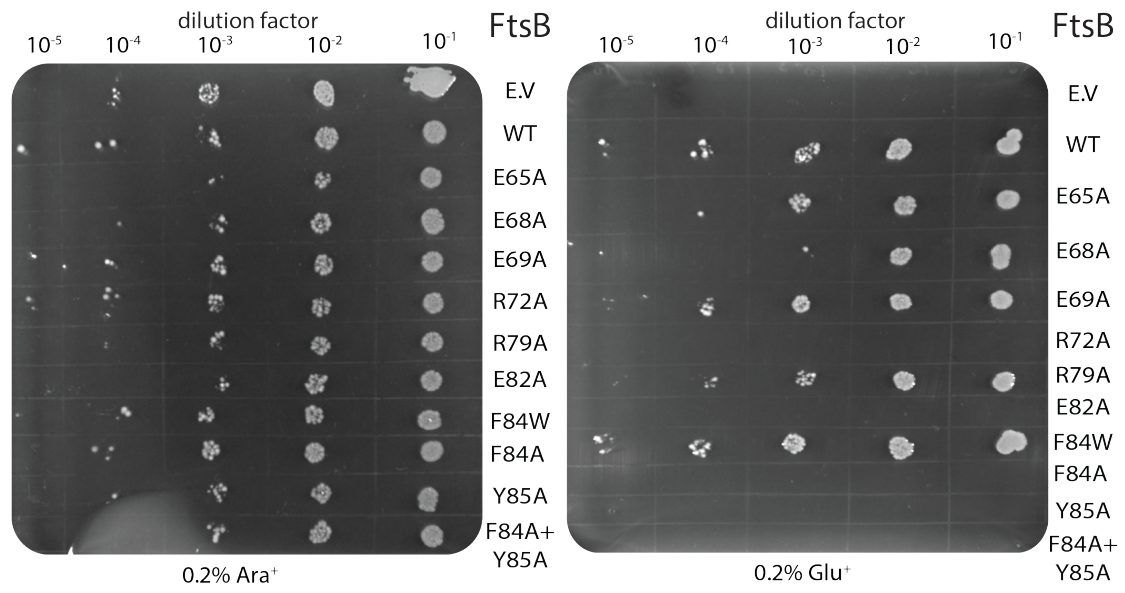 dilution factor
10-5 10-4 10-3 10-2 10-1
FtsB
E.V
WT
E65A
E68A
E69A
R72A
R79A
E82A
F84W
F84A
Y85A
F84A+
Y85A
0.2% Ara+
dilution factor
10-5 10-4 10-3 10-2 10-1
FtsB
E.V
WT
E65A
E68A
E69A
R72A
R79A
E82A
F84W
F84A
Y85A
F84A+
Y85A
0.2% Glu+